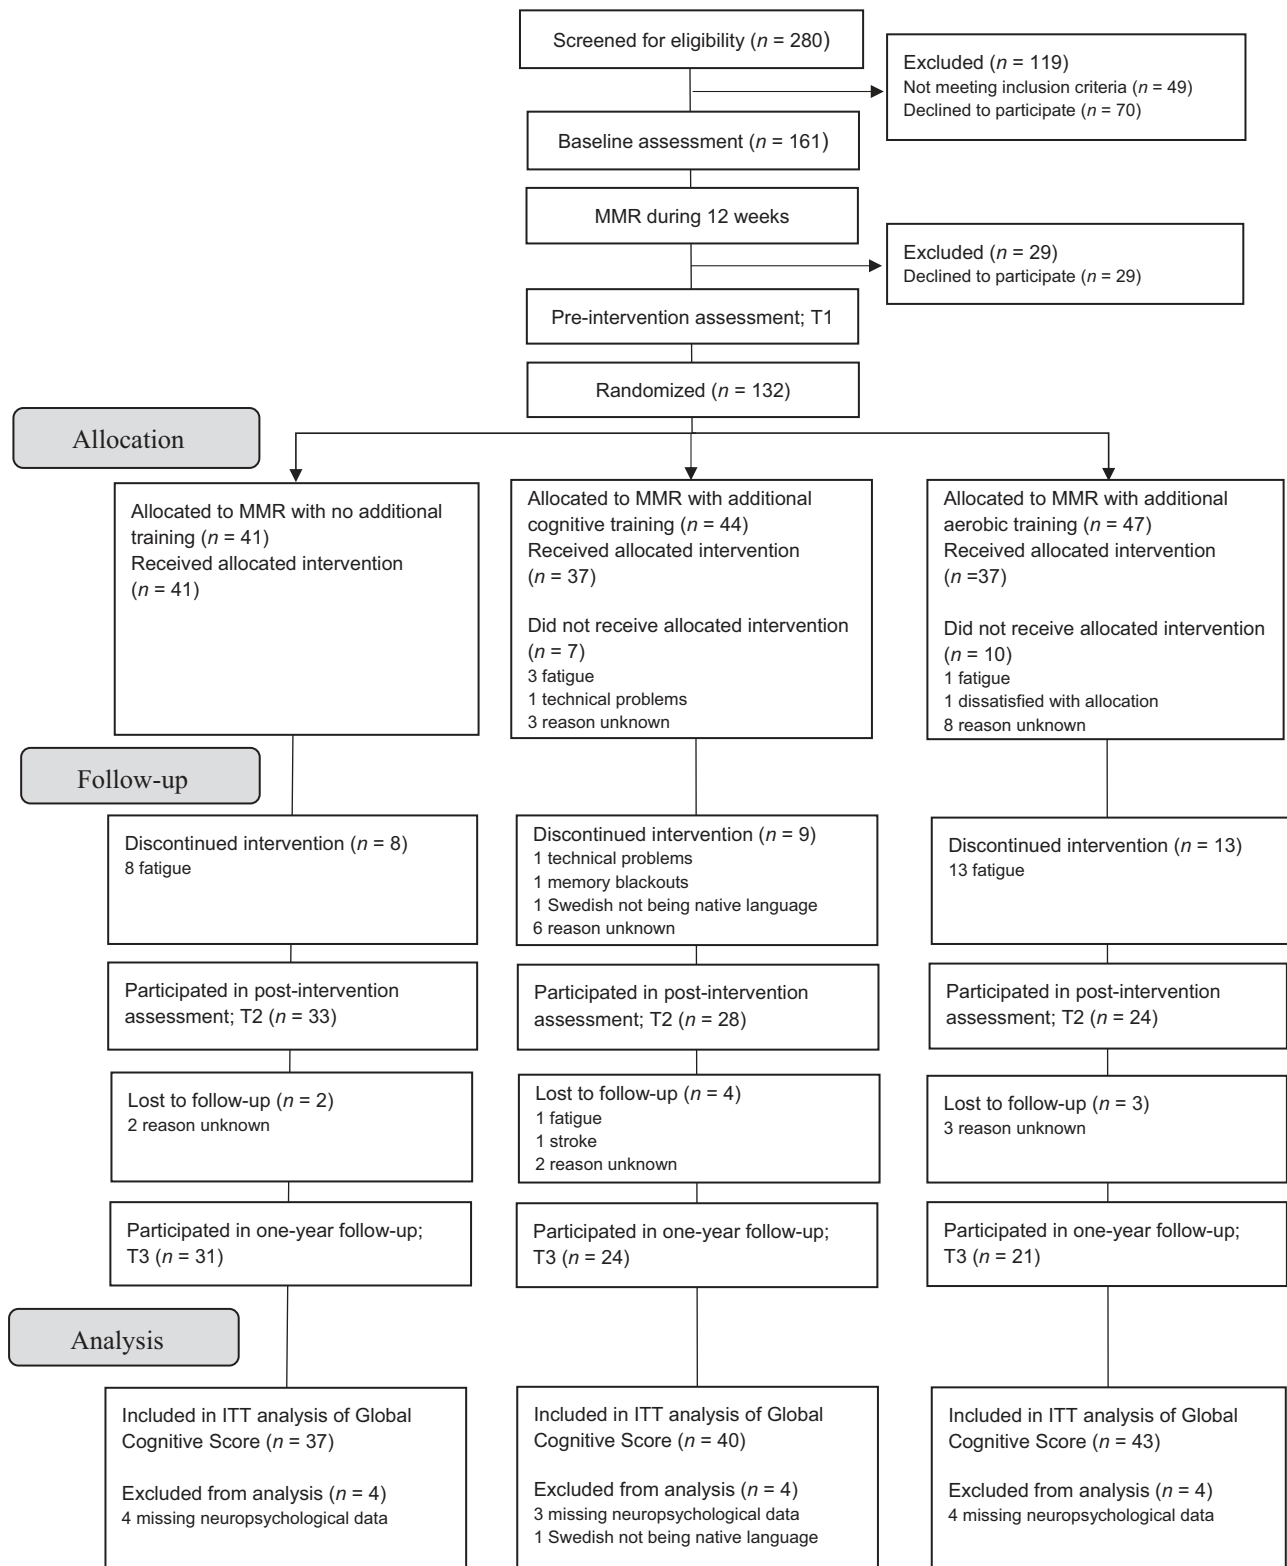 Screened for eligibility (n = 280)
Excluded (n = 119)
Not meeting inclusion criteria (n = 49)
Declined to participate (n = 70)
Baseline assessment (n = 161)
MMR during 12 weeks
Excluded (n = 29)
Declined to participate (n = 29)
Pre-intervention assessment; T1
Randomized (n = 132)
Allocation
Allocated to MMR with no additional
training (n = 41)
Received allocated intervention
(n = 41)
Allocated to MMR with additional
cognitive training (n = 44)
Received allocated intervention
(n = 37)
Did not receive allocated intervention
(n = 7)
3 fatigue
1 technical problems
3 reason unknown
Allocated to MMR with additional
aerobic training (n = 47)
Received allocated intervention
(n =37)
Did not receive allocated intervention
(n = 10)
1 fatigue
1 dissatisfied with allocation
8 reason unknown
Follow-up
Discontinued intervention (n = 8)
8 fatigue
Discontinued intervention (n = 9)
1 technical problems
1 memory blackouts
1 Swedish not being native language
6 reason unknown
Discontinued intervention (n = 13)
13 fatigue
Participated in post-intervention
assessment; T2 (n = 33)
Participated in post-intervention
assessment; T2 (n = 28)
Participated in post-intervention
assessment; T2 (n = 24)
Lost to follow-up (n = 2)
2 reason unknown
Lost to follow-up (n = 4)
1 fatigue
1 stroke
2 reason unknown
Lost to follow-up (n = 3)
3 reason unknown
Participated in one-year follow-up;
T3 (n = 31)
Participated in one-year follow-up;
T3 (n = 24)
Participated in one-year follow-up;
T3 (n = 21)
Analysis
Included in ITT analysis of Global
Cognitive Score (n = 37)
Excluded from analysis (n = 4)
4 missing neuropsychological data
Included in ITT analysis of Global
Cognitive Score (n = 40)
Excluded from analysis (n = 4)
3 missing neuropsychological data
1 Swedish not being native language
Included in ITT analysis of Global
Cognitive Score (n = 43)
Excluded from analysis (n = 4)
4 missing neuropsychological data